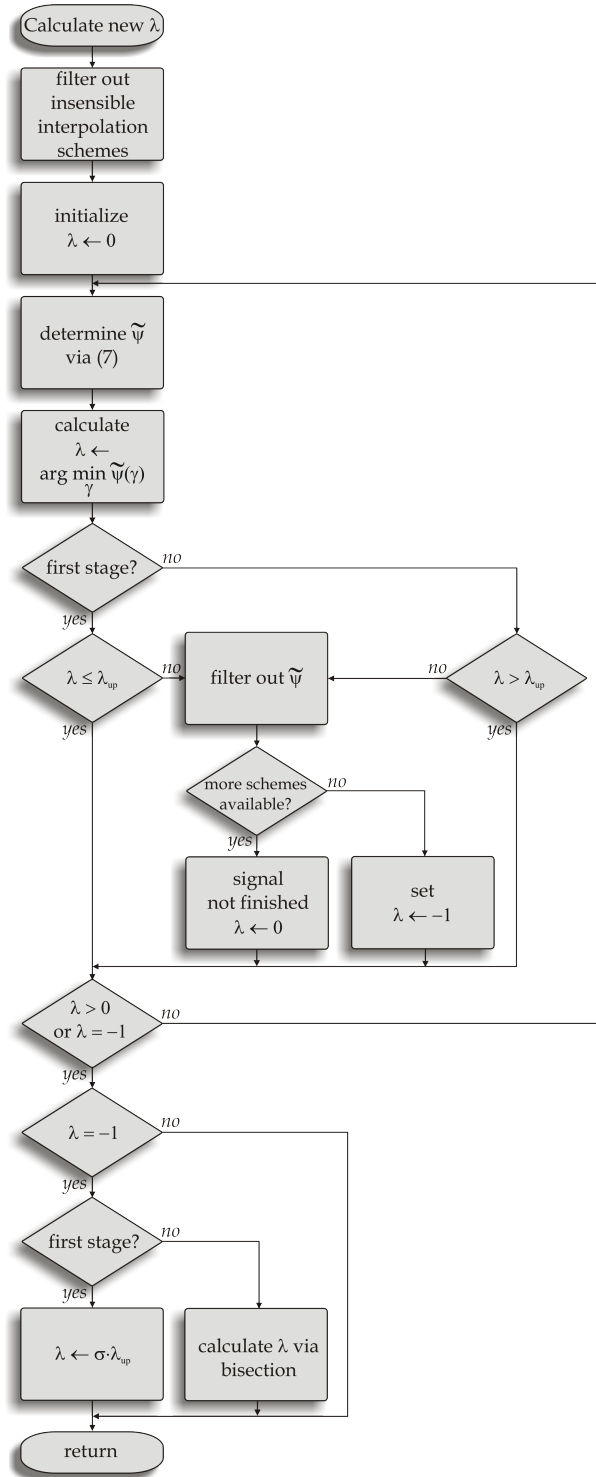 Calculate new λ
filter out
insensible
interpolation
schemes
initialize
λ ← 0
determine ψ̃
via (7)
calculate
λ ←
arg min ψ̃(γ)
γ
first stage?
no
yes
λ ≤ λup
no
yes
filter out ψ̃
no
λ > λup
yes
more schemes
available?
no
yes
signal
not finished
λ ← 0
set
λ ← −1
λ > 0
or λ = −1
no
yes
λ = −1
no
yes
first stage?
no
yes
λ ← σ·λup
calculate λ via
bisection
return